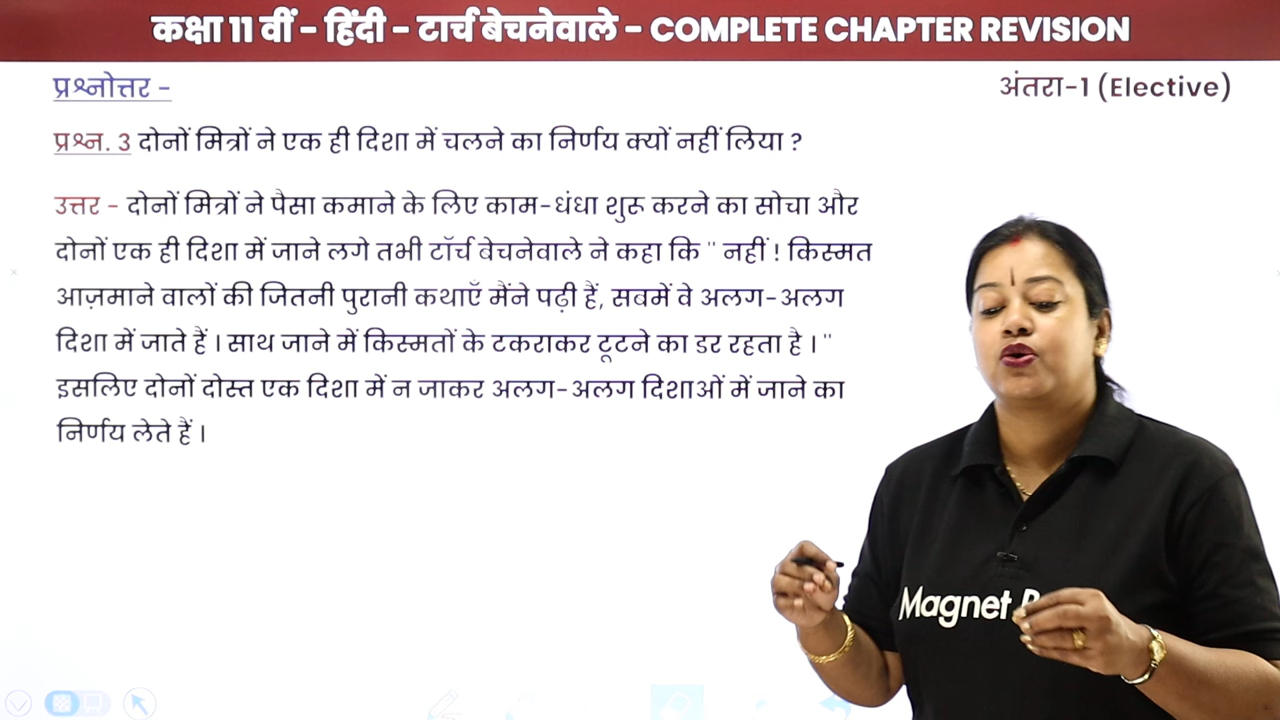 कक्षा 11 वीं - हिंदी - टार्च बेचनेवाले - COMPLETE CHAPTER REVISION
प्रश्नोत्तर -
अंतरा-1 (Elective)
प्रश्न. 3 दोनों मित्रों ने एक ही दिशा में चलने का निर्णय क्यों नहीं लिया ?
उत्तर - दोनों मित्रों ने पैसा कमाने के लिए काम-धंधा शुरू करने का सोचा और
दोनों एक ही दिशा में जाने लगे तभी टॉर्च बेचनेवाले ने कहा कि " नहीं ! किस्मत
आज़माने वालों की जितनी पुरानी कथाएँ मैंने पढ़ी हैं, सबमें वे अलग-अलग
दिशा में जाते हैं । साथ जाने में किस्मतों के टकराकर टूटने का डर रहता है । "
इसलिए दोनों दोस्त एक दिशा में न जाकर अलग-अलग दिशाओं में जाने का
निर्णय लेते हैं ।
Magnet